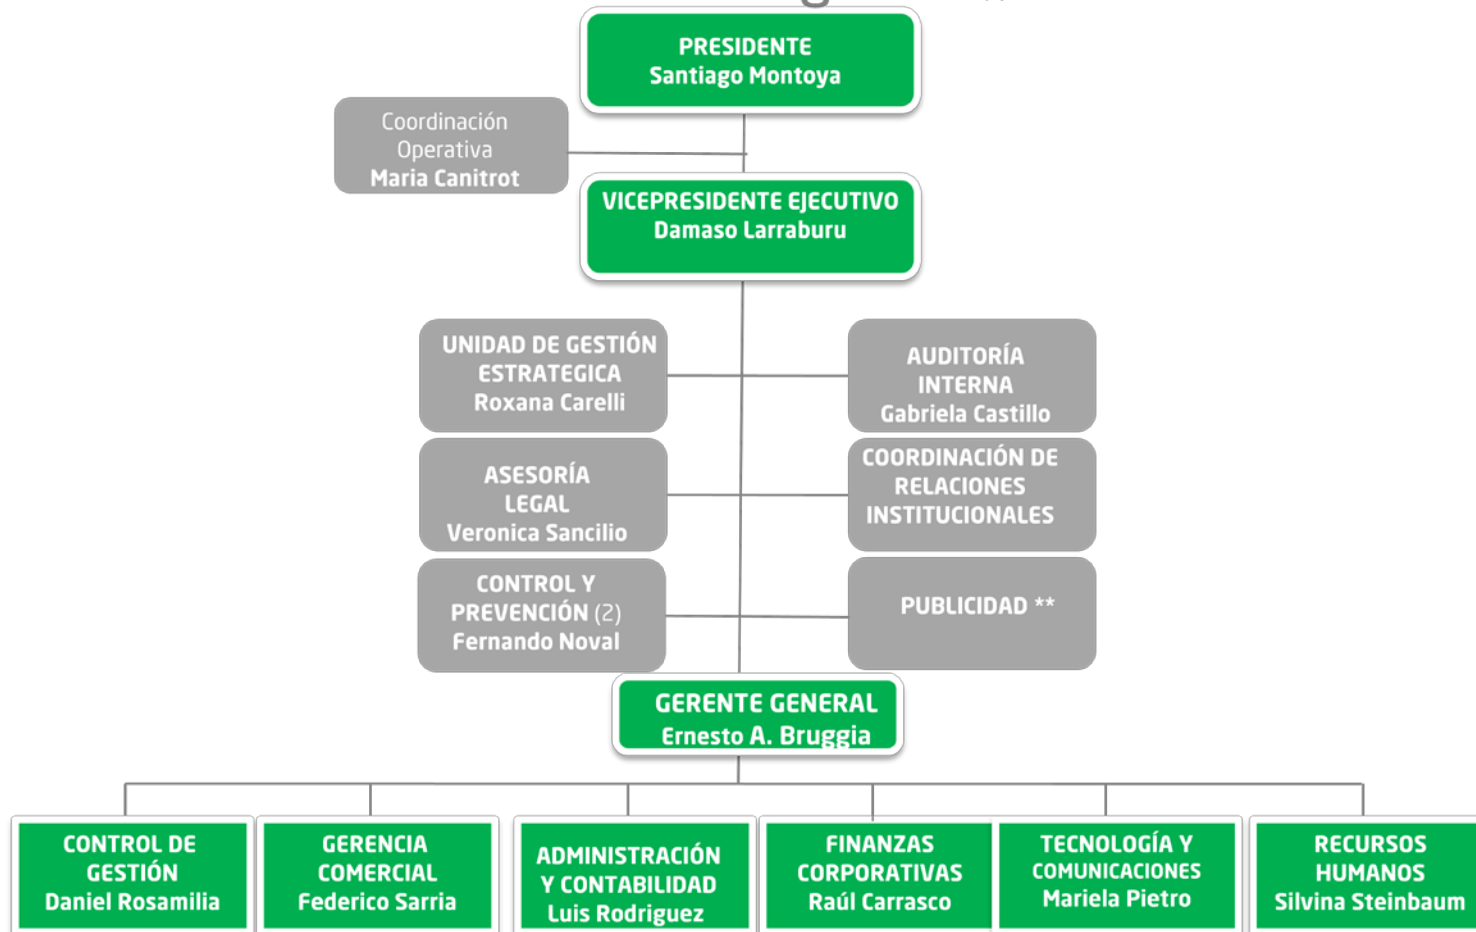 PRESIDENTE
Santiago Montoya
Coordinación
Operativa
Maria Canitrot
VICEPRESIDENTE EJECUTIVO
Damaso Larraburu
UNIDAD DE GESTIÓN
ESTRATEGICA
Roxana Carelli
AUDITORÍA
INTERNA
Gabriela Castillo
ASESORÍA
LEGAL
Veronica Sancilio
COORDINACIÓN DE
RELACIONES
INSTITUCIONALES
CONTROL Y
PREVENCIÓN (2)
Fernando Noval
PUBLICIDAD **
GERENTE GENERAL
Ernesto A. Bruggia
CONTROL DE
GESTIÓN
Daniel Rosamilia
GERENCIA
COMERCIAL
Federico Sarria
ADMINISTRACIÓN
Y CONTABILIDAD
Luis Rodriguez
FINANZAS
CORPORATIVAS
Raúl Carrasco
TECNOLOGÍA Y
COMUNICACIONES
Mariela Pietro
RECURSOS
HUMANOS
Silvina Steinbaum